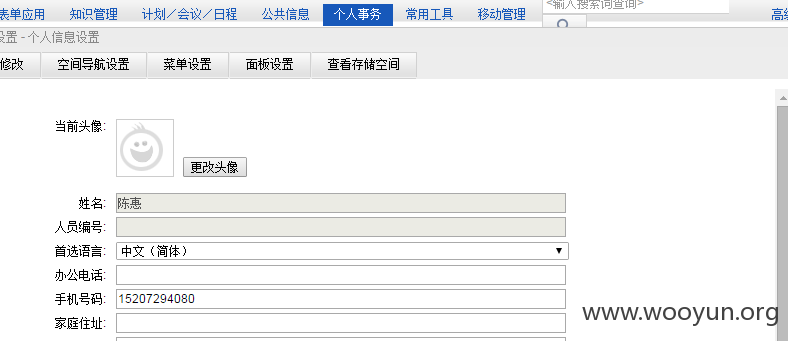 表单应用 知识管理 计划／会议／日程 公共信息 个人事务 常用工具 移动管理 <输入搜索词查询> 高级
设置 - 个人信息设置
修改 空间导航设置 菜单设置 面板设置 查看存储空间
当前头像:
更改头像
姓名: 陈惠
人员编号:
首选语言: 中文（简体）
办公电话:
手机号码: 15207294080
家庭住址:
www.wooyun.org